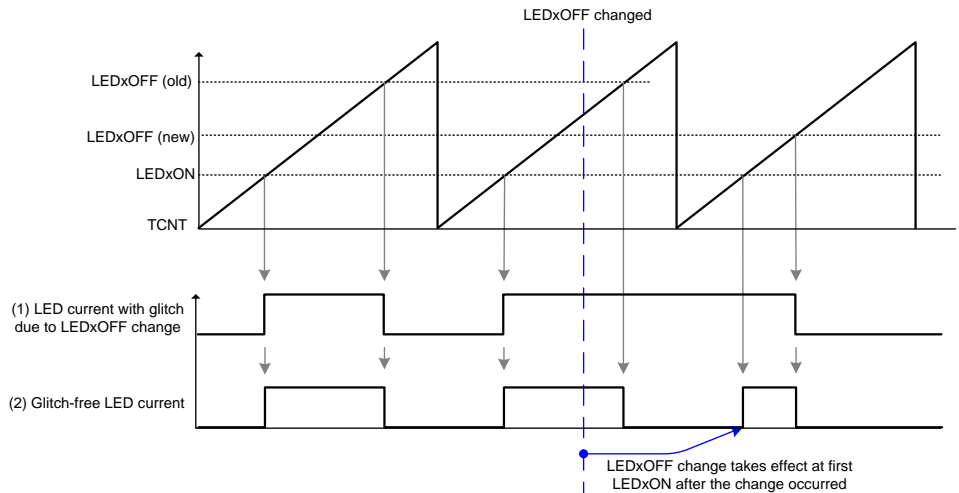 LEDxOFF changed
LEDxOFF (old)
LEDxOFF (new)
LEDxON
TCNT
(1) LED current with glitch
due to LEDxOFF change
(2) Glitch-free LED current
LEDxOFF change takes effect at first
LEDxON after the change occurred